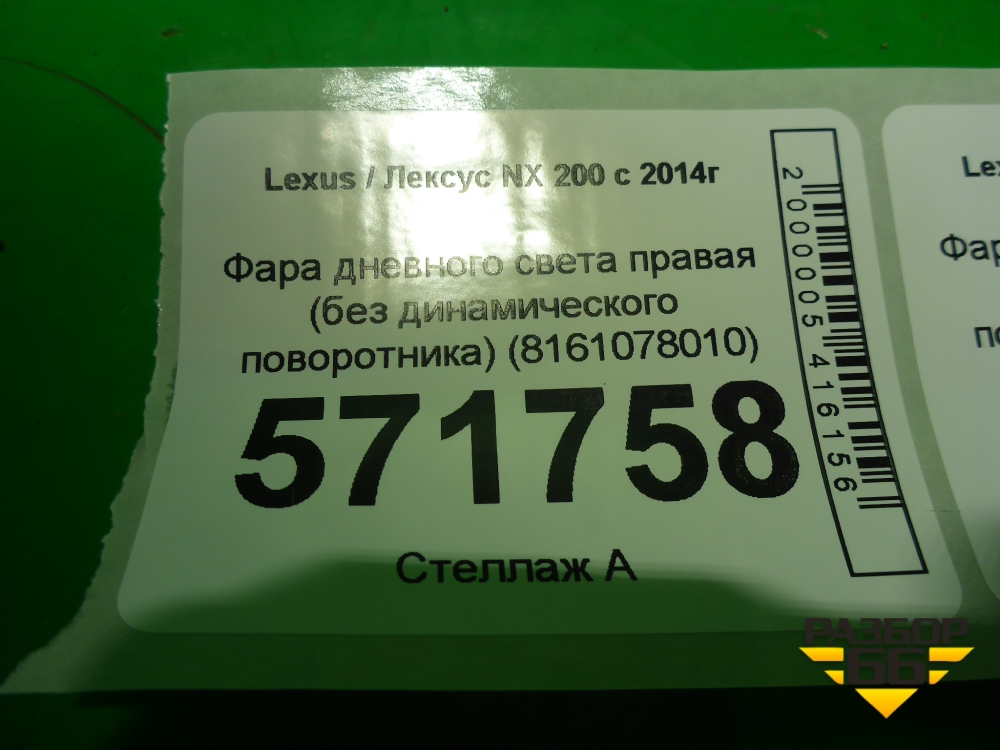 Lexus / Лексус NX 200 с 2014г
Фара дневного света правая
(без динамического
поворотника) (8161078010)
571758
Стеллаж А
2000005416156
Le
Фар
по
РАЗБОР
66